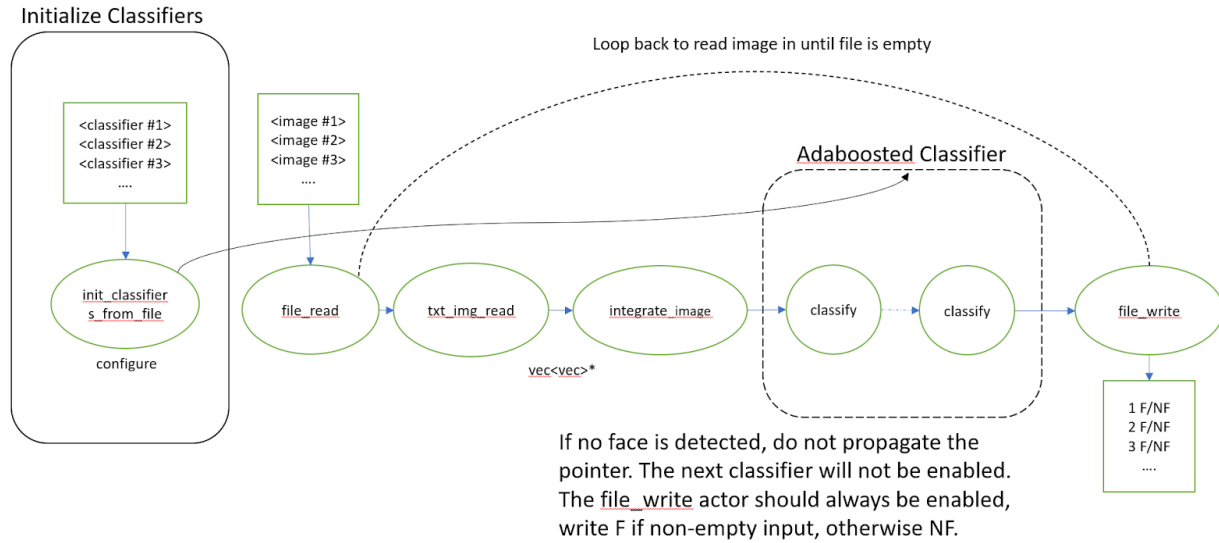 Initialize Classifiers
<classifier #1>
<classifier #2>
<classifier #3>
....
init_classifier
s_from_file
configure
<image #1>
<image #2>
<image #3>
....
Loop back to read image in until file is empty
file_read
txt_img_read
integrate_image
vec<vec>*
Adaboosted Classifier
classify
classify
file_write
1 F/NF
2 F/NF
3 F/NF
....
If no face is detected, do not propagate the
pointer. The next classifier will not be enabled.
The file_write actor should always be enabled,
write F if non-empty input, otherwise NF.